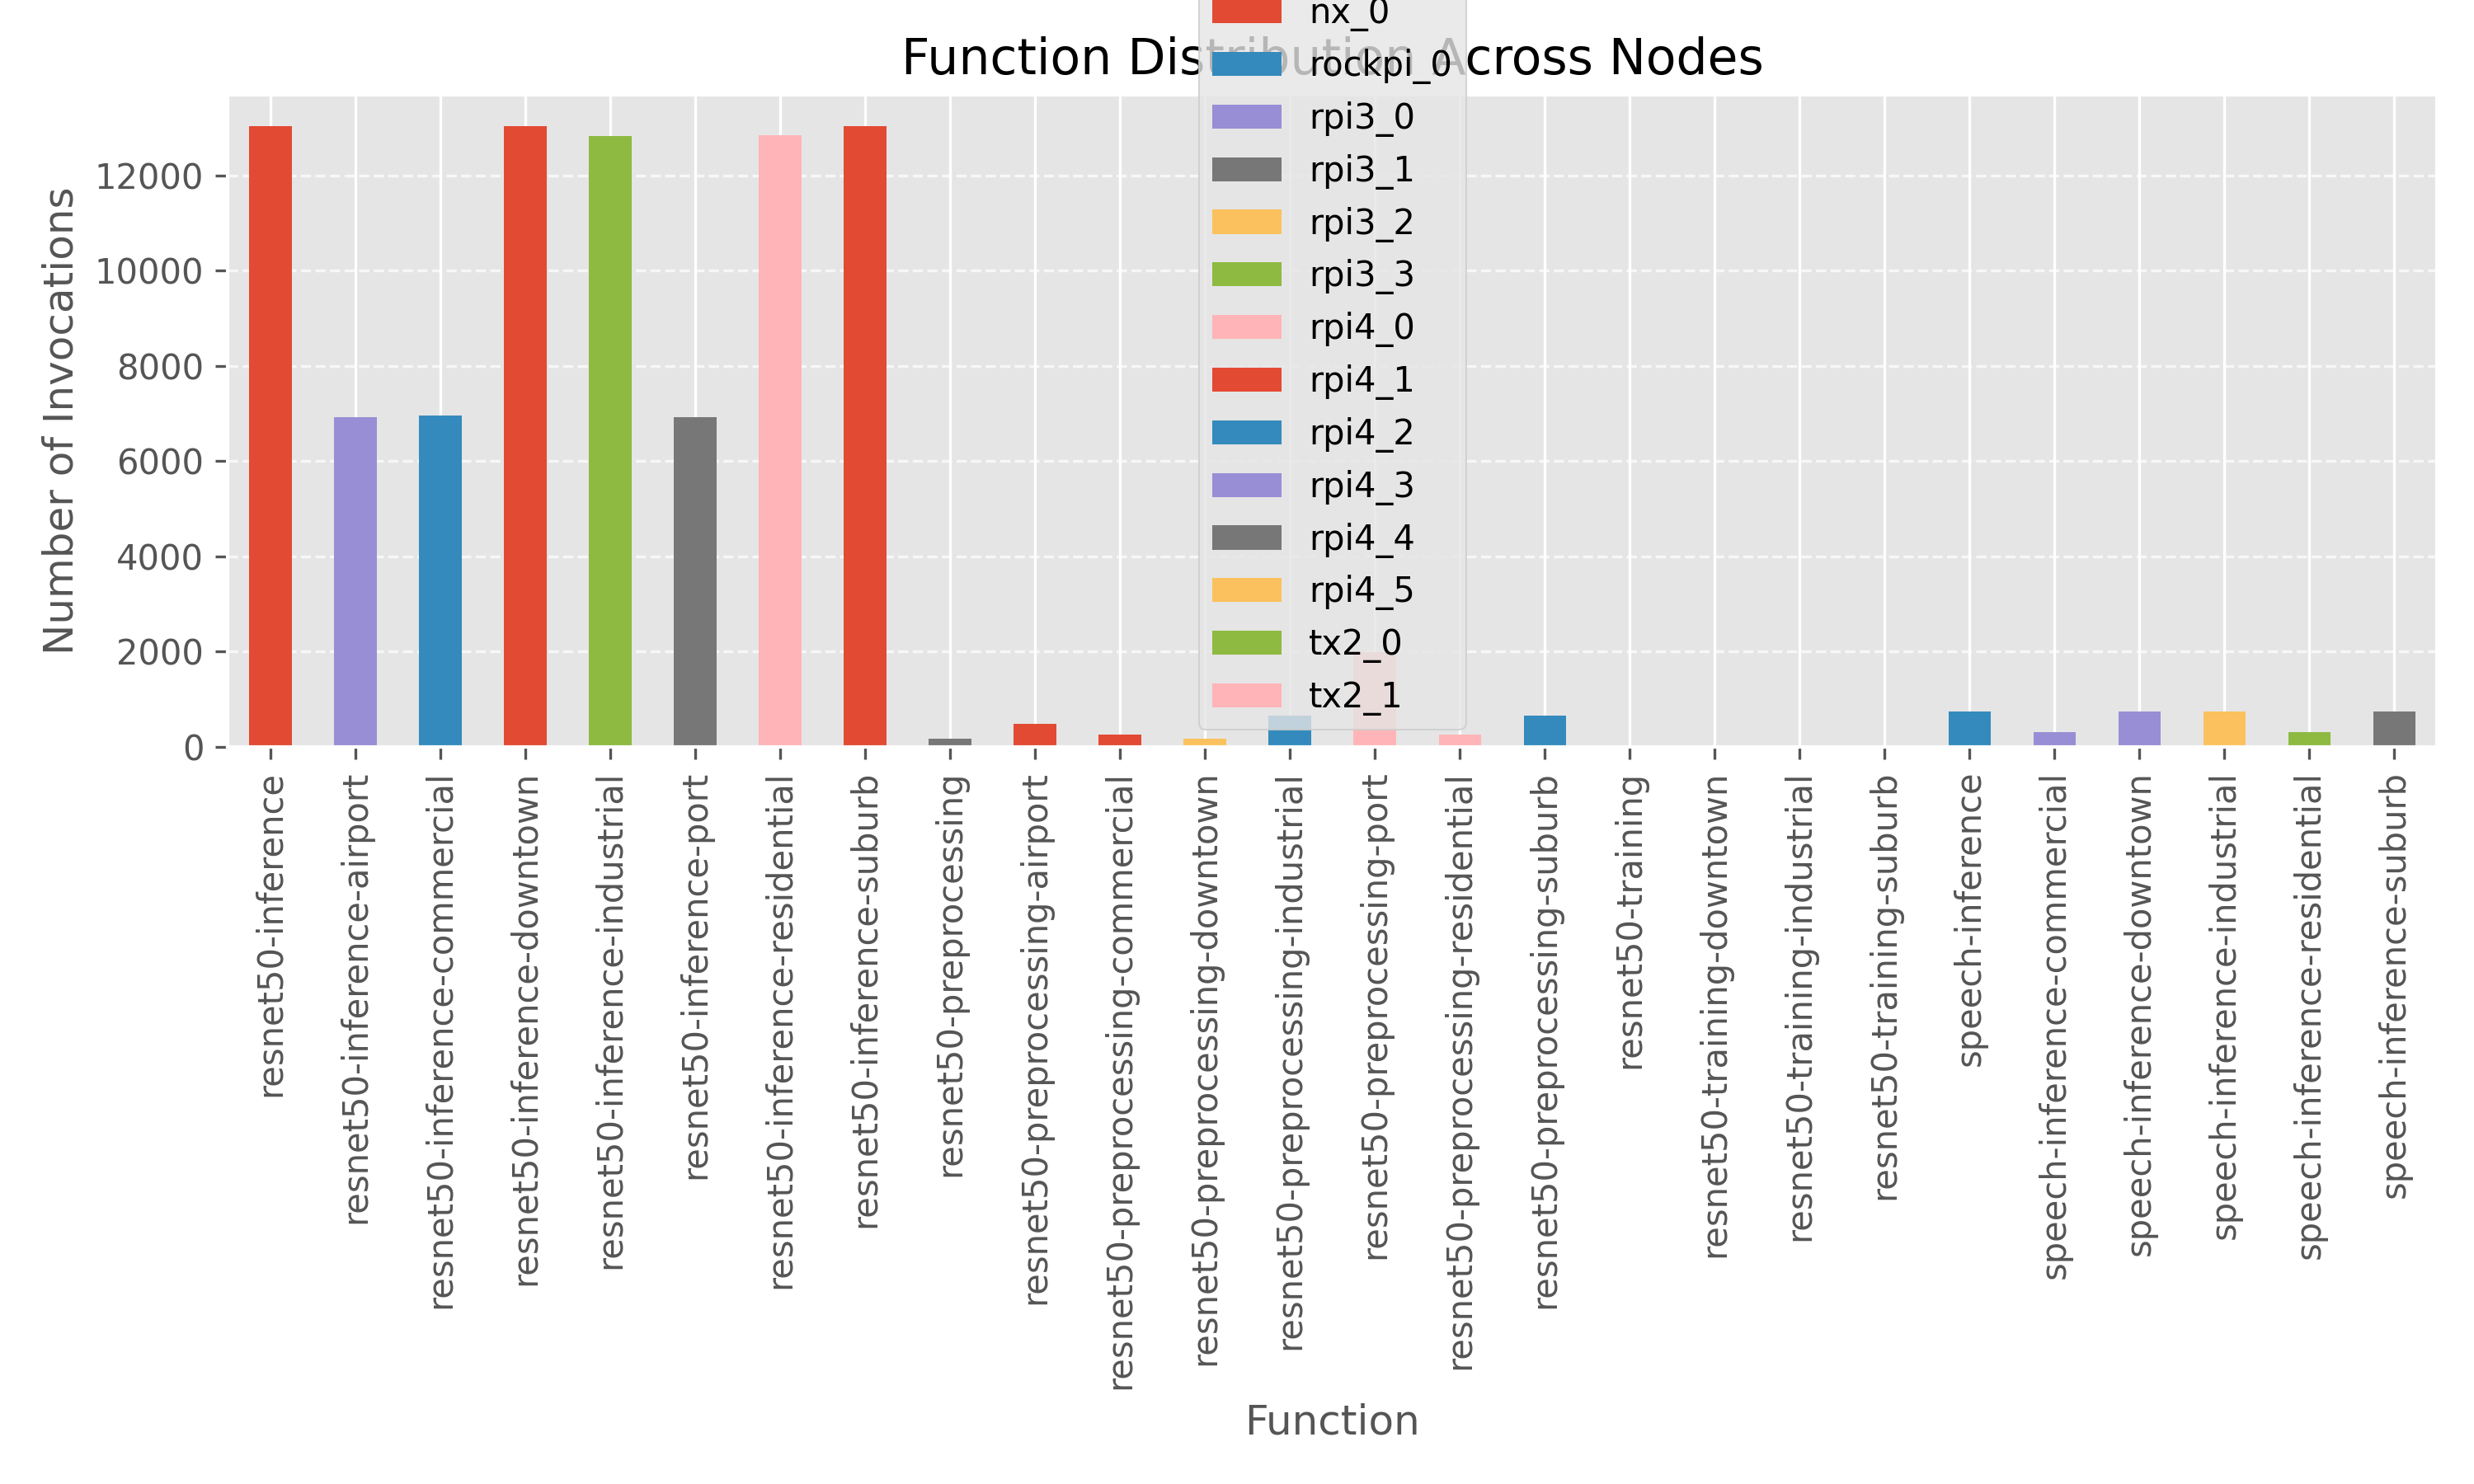 Function Distribution Across Nodes
nx_0
rockpi_0
rpi3_0
rpi3_1
rpi3_2
rpi3_3
rpi4_0
rpi4_1
rpi4_2
rpi4_3
rpi4_4
rpi4_5
tx2_0
tx2_1
Number of Invocations
12000
10000
8000
6000
4000
2000
0
resnet50-inference
resnet50-inference-airport
resnet50-inference-commercial
resnet50-inference-downtown
resnet50-inference-industrial
resnet50-inference-port
resnet50-inference-residential
resnet50-inference-suburb
resnet50-preprocessing
resnet50-preprocessing-airport
resnet50-preprocessing-commercial
resnet50-preprocessing-downtown
resnet50-preprocessing-industrial
resnet50-preprocessing-port
resnet50-preprocessing-residential
resnet50-preprocessing-suburb
resnet50-training
resnet50-training-downtown
resnet50-training-industrial
resnet50-training-suburb
speech-inference
speech-inference-commercial
speech-inference-downtown
speech-inference-industrial
speech-inference-residential
speech-inference-suburb
Function